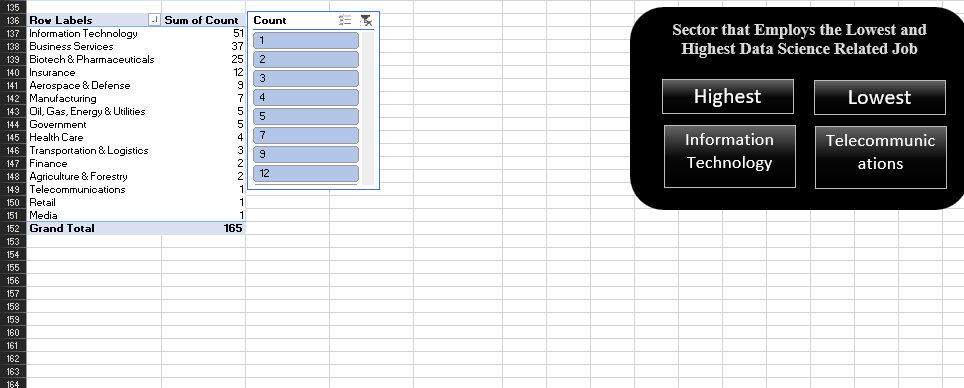 135
136 Row Labels Sum of Count
137 Information Technology 51
138 Business Services 37
139 Biotech & Pharmaceuticals 25
140 Insurance 12
141 Aerospace & Defense 9
142 Manufacturing 7
143 Oil, Gas, Energy & Utilities 5
144 Government 5
145 Health Care 4
146 Transportation & Logistics 3
147 Finance 2
148 Agriculture & Forestry 2
149 Telecommunications 1
150 Retail 1
151 Media 1
152 Grand Total 165
153
154
155
156
157
158
159
160
161
162
163
164
Count
1
2
3
4
5
7
9
12
Sector that Employs the Lowest and
Highest Data Science Related Job
Highest
Lowest
Information
Technology
Telecommunic
ations